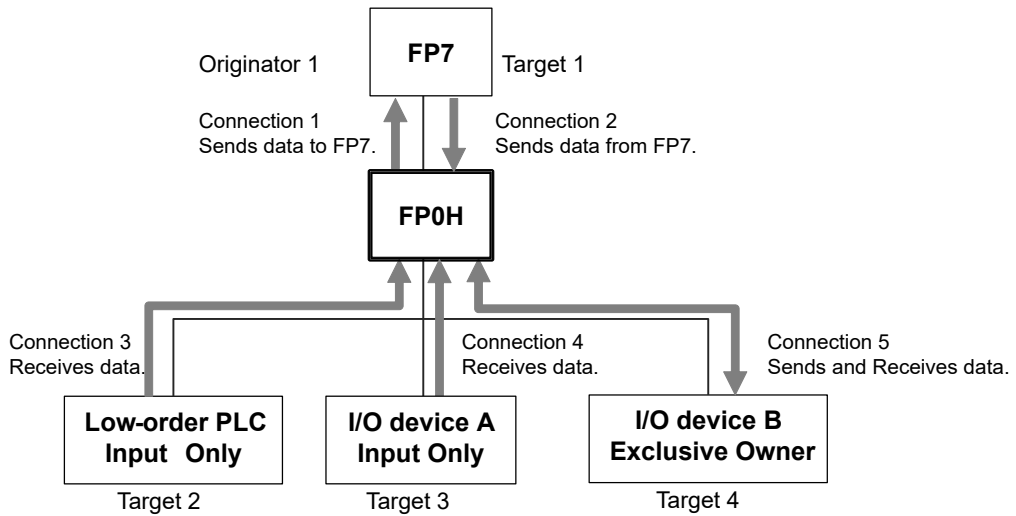 FP7
Originator 1
Target 1
Connection 1
Sends data to FP7.
Connection 2
Sends data from FP7.
FP0H
Connection 3
Receives data.
Connection 4
Receives data.
Connection 5
Sends and Receives data.
Low-order PLC
Input Only
I/O device A
Input Only
I/O device B
Exclusive Owner
Target 2
Target 3
Target 4